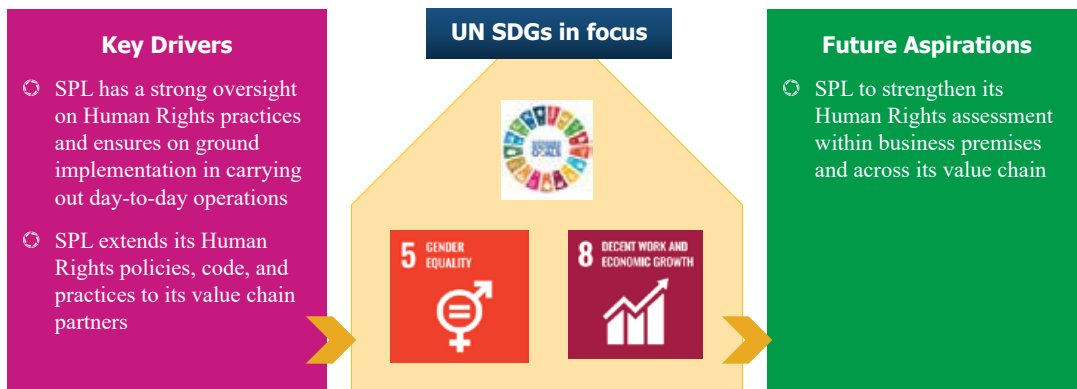 Key Drivers
SPL has a strong oversight
on Human Rights practices
and ensures on ground
implementation in carrying
out day-to-day operations
SPL extends its Human
Rights policies, code, and
practices to its value chain
partners
UN SDGs in focus
5 GENDER
EQUALITY
8 DECENT WORK AND
ECONOMIC GROWTH
Future Aspirations
SPL to strengthen its
Human Rights assessment
within business premises
and across its value chain